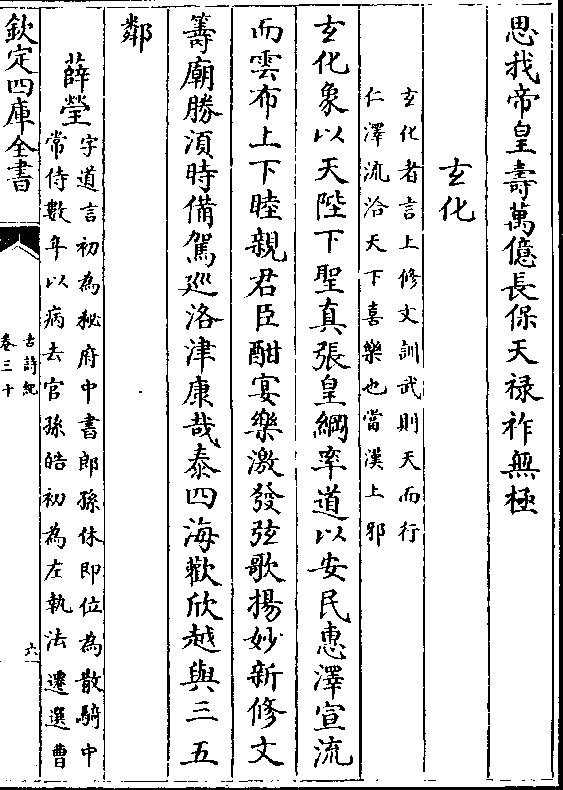 思我帝皇壽萬億長保天禄祚無極
玄化
玄化者言上修文訓武則天而行
仁澤流洽天下喜樂也當漢上邪
玄化象以天陛下聖真張皇綱率道以安民惠澤宣流
而雲布上下睦親君臣酣宴樂激發弦歌揚妙新修文
籌廟勝湏時備駕巡洛津康哉泰四海歡欣越與三五
鄰
薛瑩
字道言初為秘府中書郎孫休即位為散騎中
常侍數年以病去官孫皓初為左執法遷選曹
欽定四庫全書
古詩紀
卷三十
六